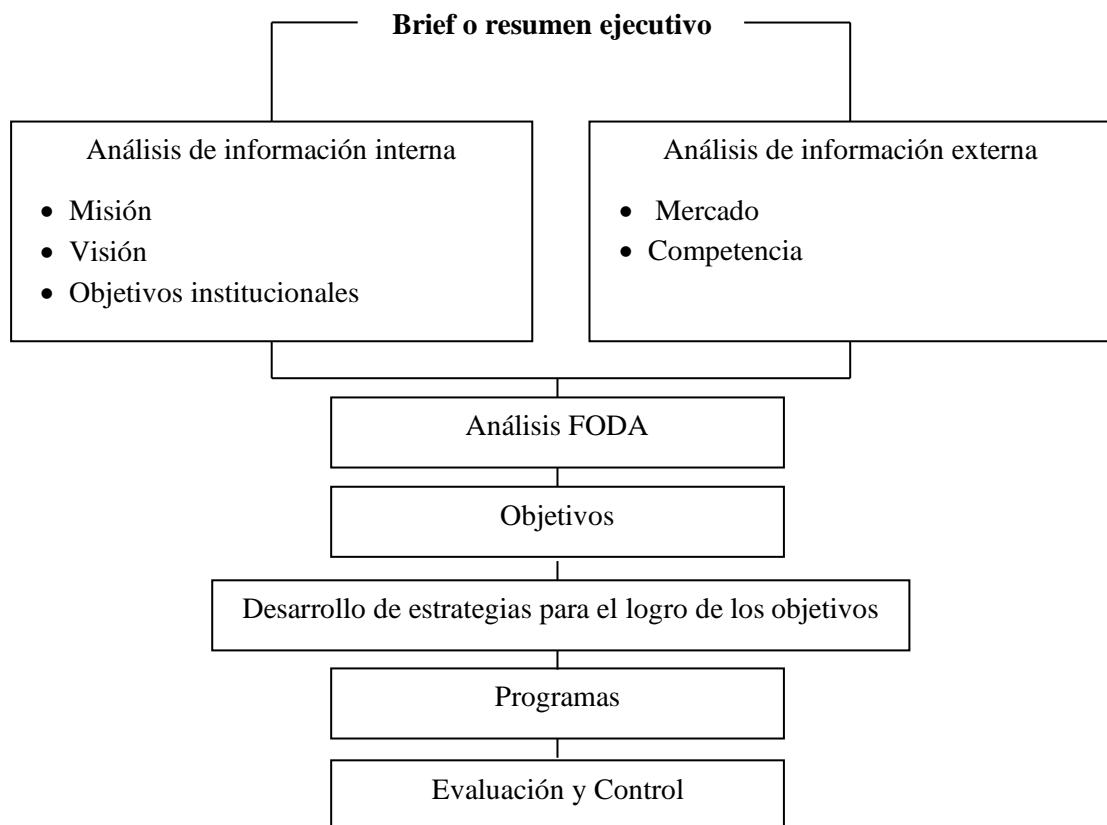 Brief o resumen ejecutivo
Análisis de información interna
• Misión
• Visión
• Objetivos institucionales
Análisis de información externa
• Mercado
• Competencia
Análisis FODA
Objetivos
Desarrollo de estrategias para el logro de los objetivos
Programas
Evaluación y Control